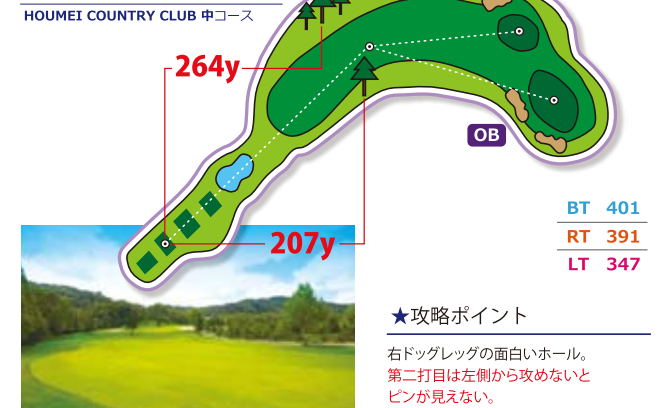 HOUMEI COUNTRY CLUB 中コース
264y
OB
207y
BT 401
RT 391
LT 347
★攻略ポイント
右ドッグレッグの面白いホール。
第二打目は左側から攻めないと
ピンが見えない。